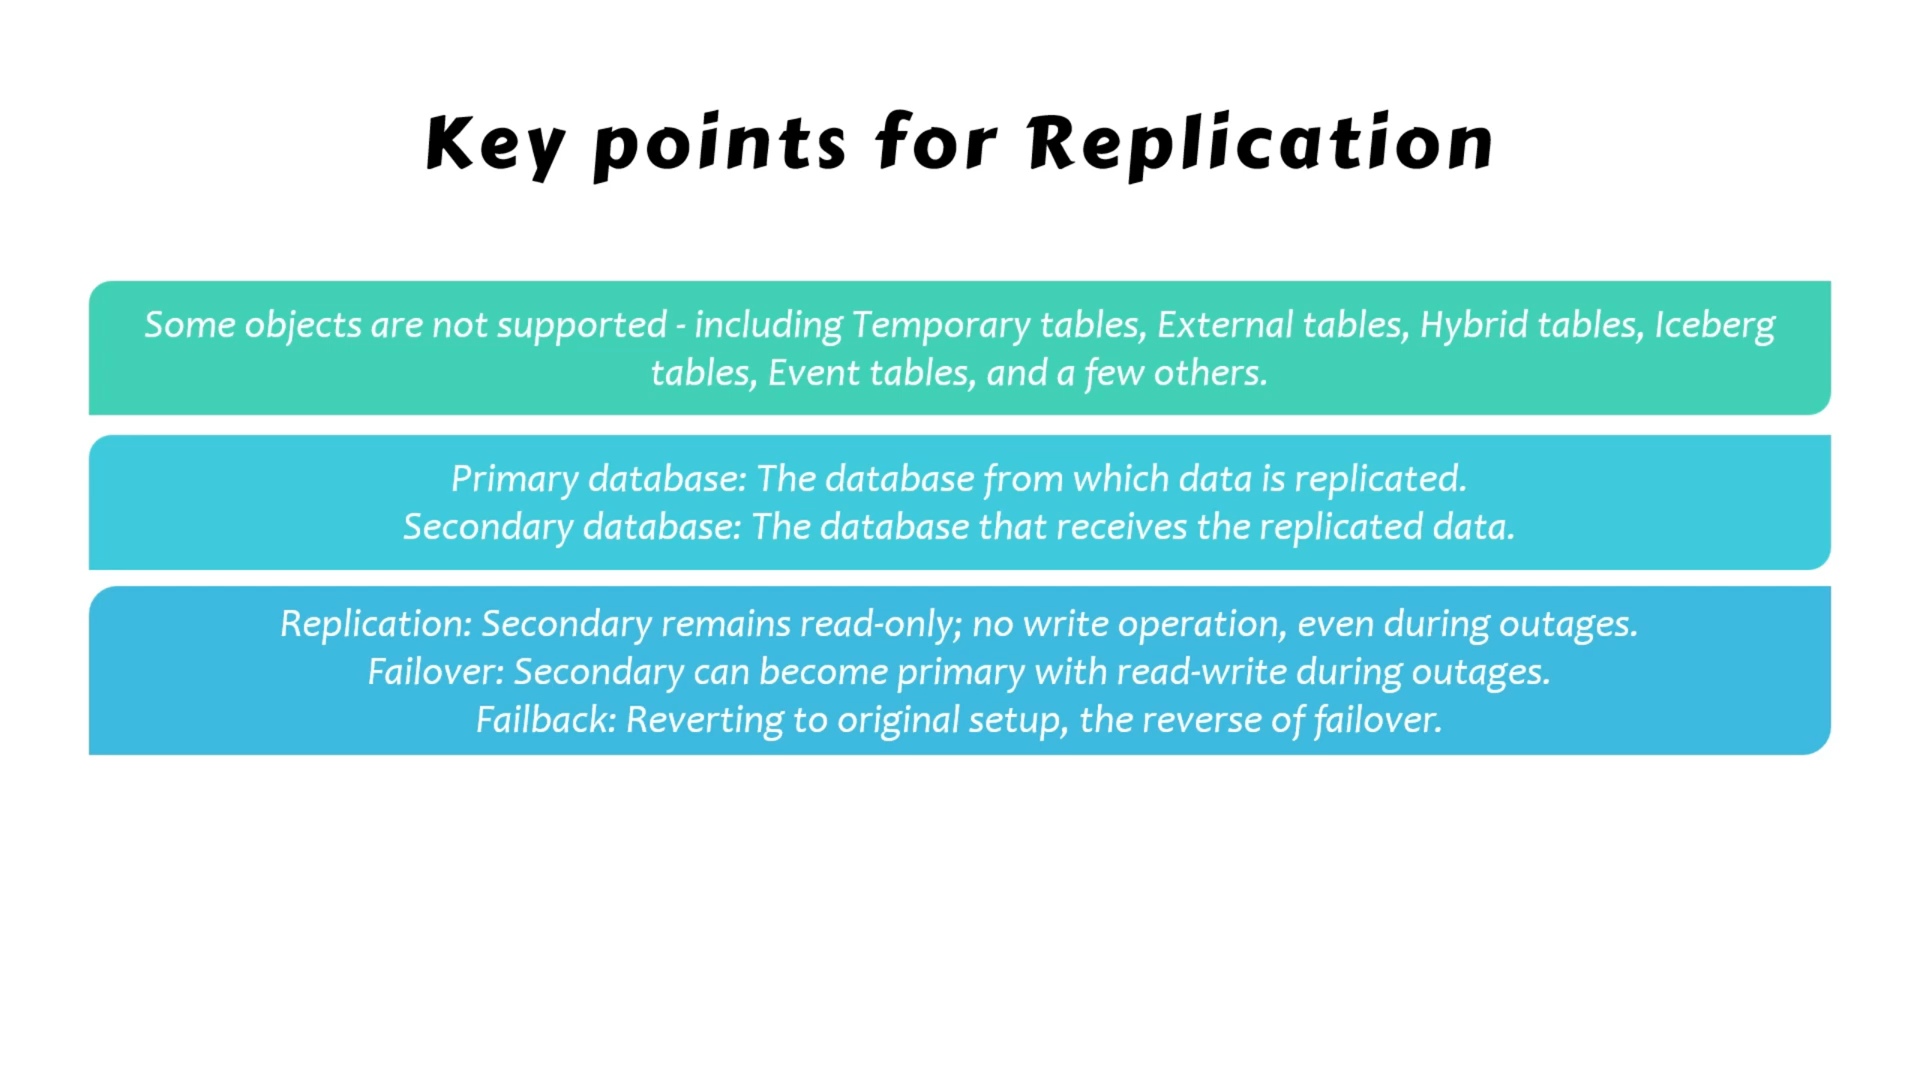 Key points for Replication
Some objects are not supported - including Temporary tables, External tables, Hybrid tables, Iceberg
tables, Event tables, and a few others.
Primary database: The database from which data is replicated.
Secondary database: The database that receives the replicated data.
Replication: Secondary remains read-only; no write operation, even during outages.
Failover: Secondary can become primary with read-write during outages.
Failback: Reverting to original setup, the reverse of failover.